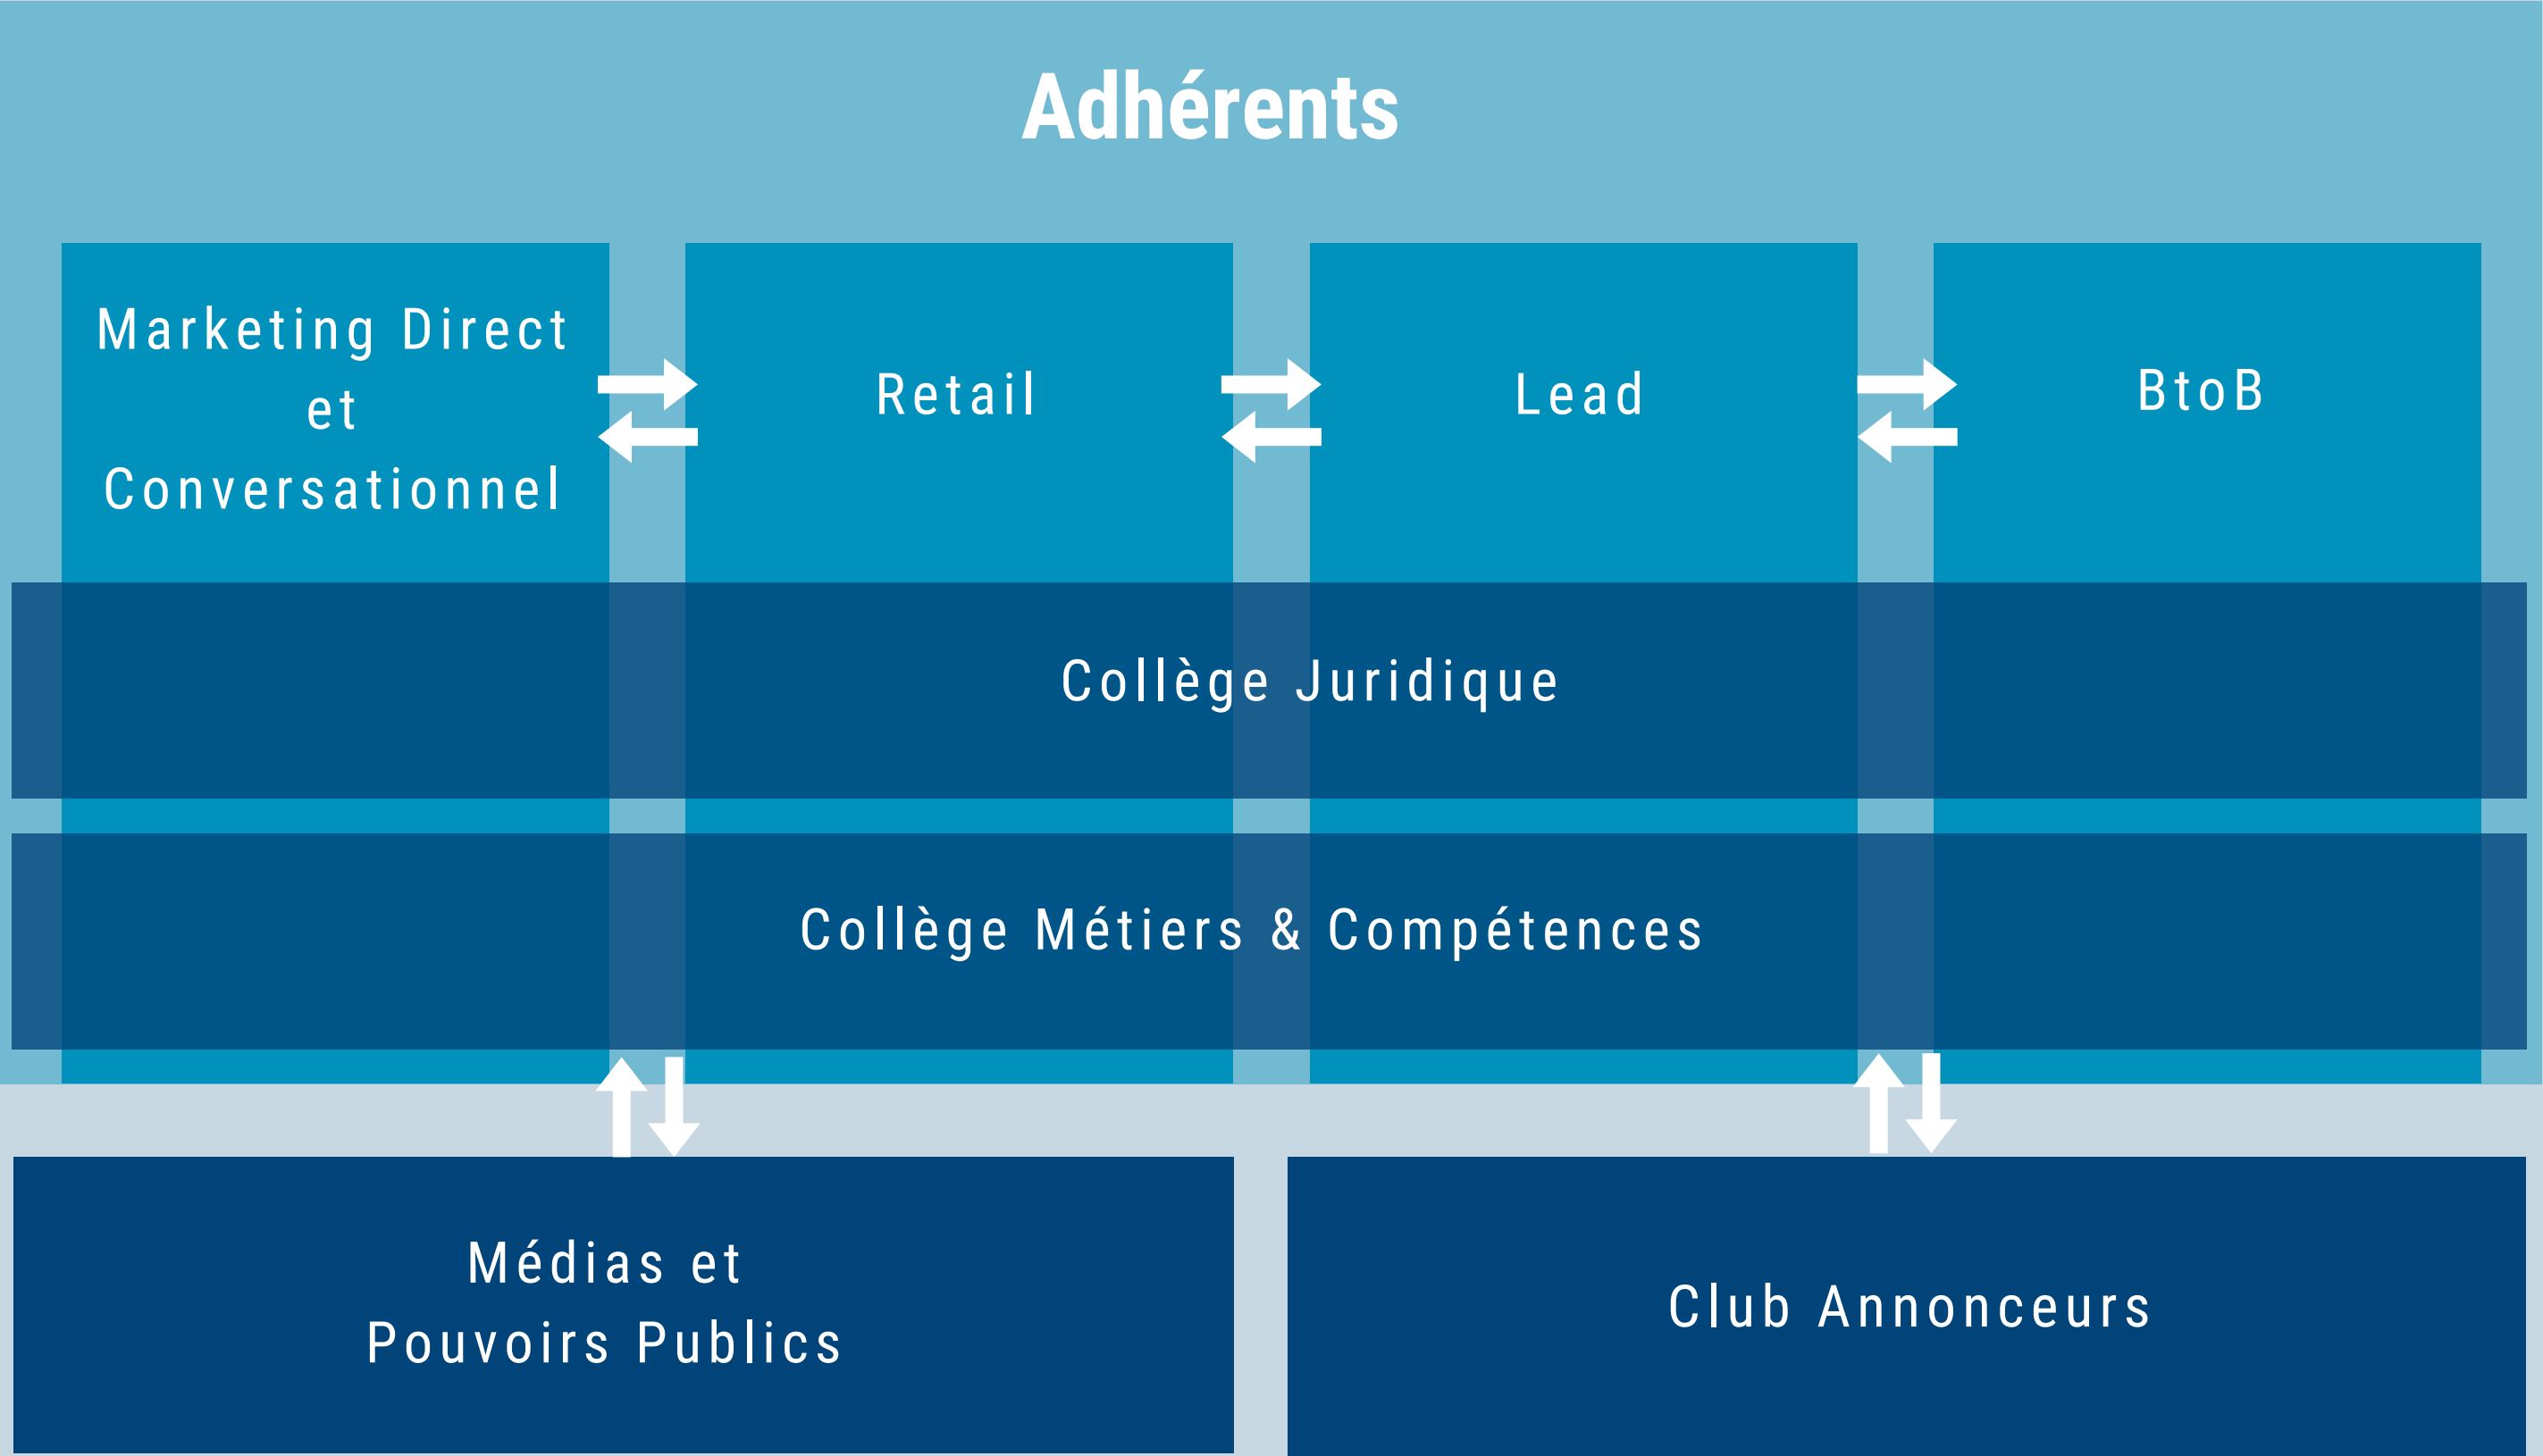 Adhérents
Marketing Direct
et
Conversationnel
Retail
Lead
BtoB
Collège Juridique
Collège Métiers & Compétences
Médias et
Pouvoirs Publics
Club Annonceurs